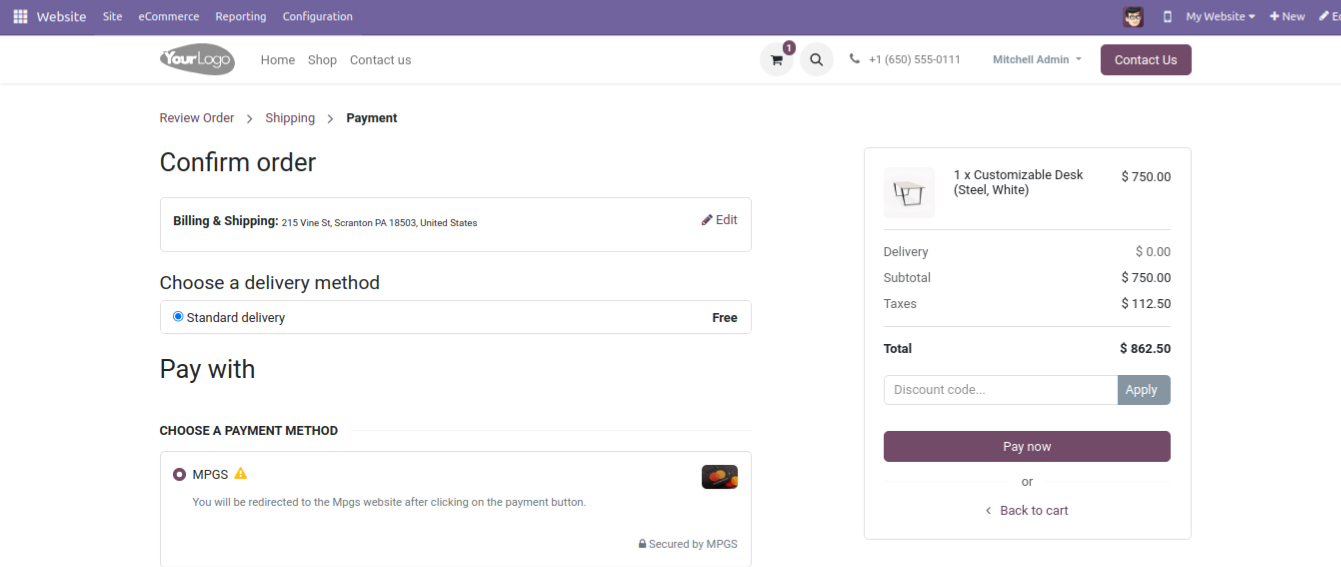 Website Site eCommerce Reporting Configuration My Website New
YourLogo Home Shop Contact us 1 +1 (650) 555-0111 Mitchell Admin Contact Us
Review Order > Shipping > Payment
Confirm order
Billing & Shipping: 215 Vine St, Scranton PA 18503, United States Edit
Choose a delivery method
Standard delivery Free
Pay with
CHOOSE A PAYMENT METHOD
MPGS
You will be redirected to the Mpgs website after clicking on the payment button.
Secured by MPGS
1 x Customizable Desk $ 750.00
(Steel, White)
Delivery $ 0.00
Subtotal $ 750.00
Taxes $ 112.50
Total $ 862.50
Discount code... Apply
Pay now
or
< Back to cart